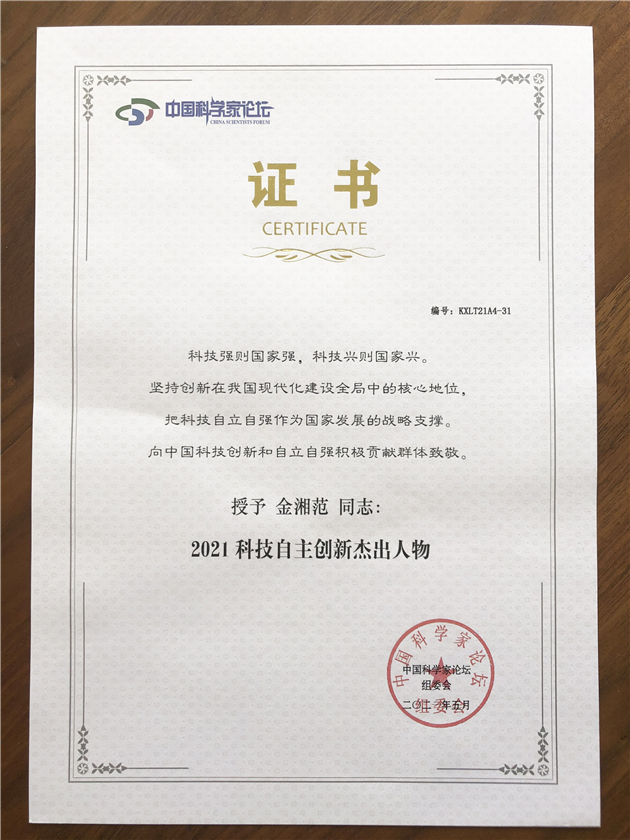 中国科学家论坛
CHINA SCIENTISTS FORUM
证 书
CERTIFICATE
编号：KXLT21A4-31
科技强则国家强，科技兴则国家兴。
坚持创新在我国现代化建设全局中的核心地位，
把科技自立自强作为国家发展的战略支撑。
向中国科技创新和自立自强积极贡献群体致敬。
授予 金湘范 同志：
2021 科技自主创新杰出人物
中国科学家论坛
中国科学家论坛
组委会
二〇二一年五月
组委会